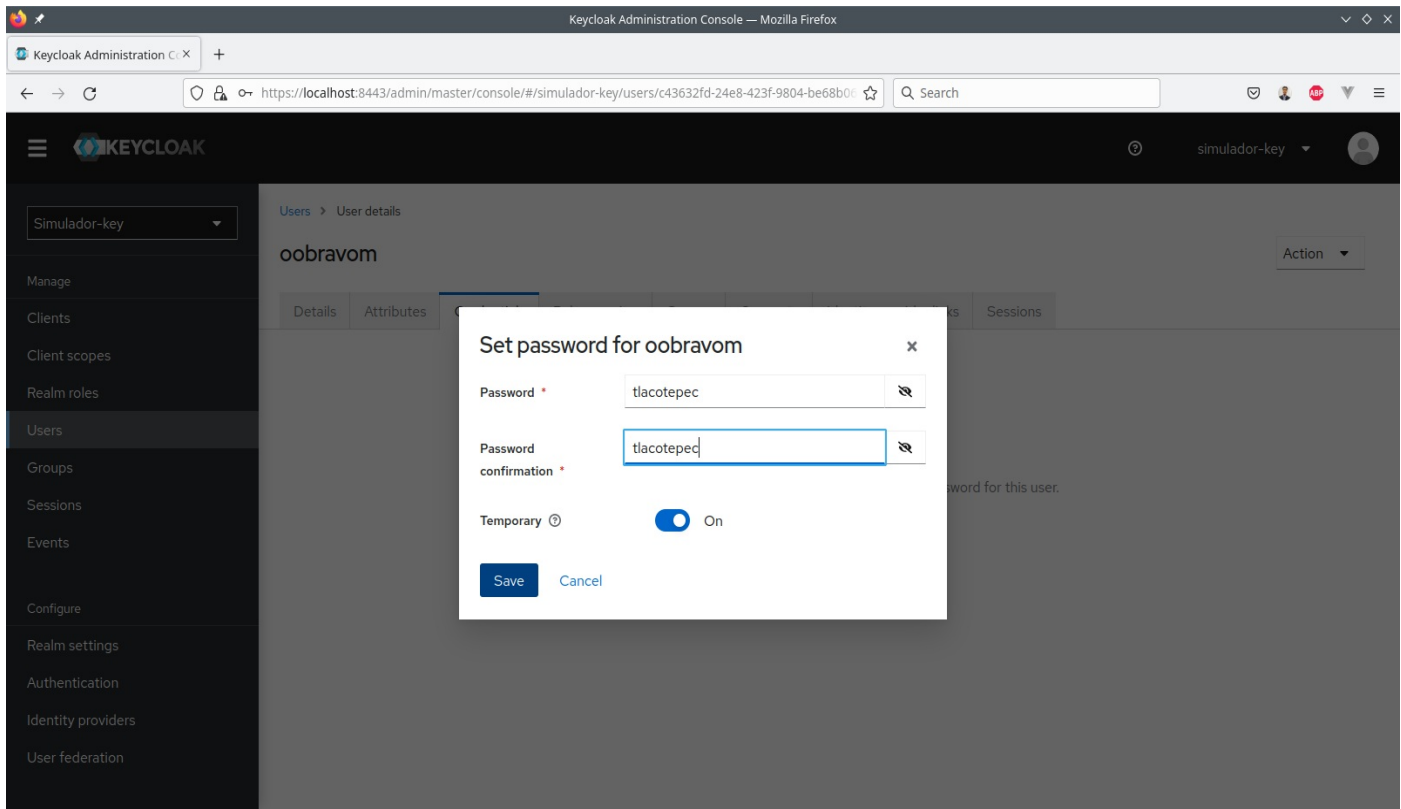 Keycloak Administration Console — Mozilla Firefox
Keycloak Administration Co
https://localhost:8443/admin/master/console/#/simulador-key/users/c43632fd-24e8-423f-9804-be68b06
Search
ABP
KEYCLOAK
simulador-key
Simulador-key
Manage
Clients
Client scopes
Realm roles
Users
Groups
Sessions
Events
Configure
Realm settings
Authentication
Identity providers
User federation
Users > User details
oobravom
Action
Details Attributes Sessions
Set password for oobravom
Password *
tlacotepec
Password
confirmation *
tlacotepec
Temporary
On
Save Cancel
for this user.